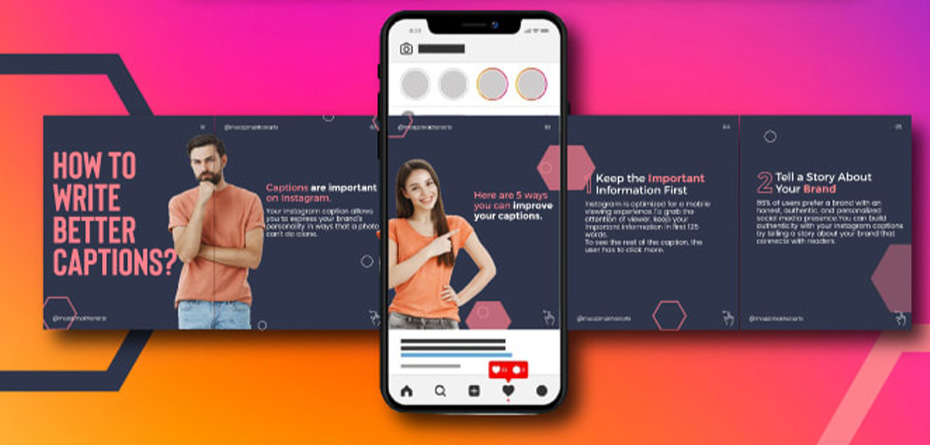 HOW TO
WRITE
BETTER
CAPTIONS?
Captions are important
on Instagram.
Your Instagram caption allows
you to express your brand's
personality in ways that a photo
can't do alone.
Here are 5 ways
you can improve
your captions.
03
1 Keep the Important
Information First
Instagram is optimized for a mobile
viewing experience.To grab the
attention of viewer, keep your
important information in first 125
words.
To see the rest of the caption, the
user has to click more.
04
2 Tell a Story About
Your Brand
86% of users prefer a brand with an
honest, authentic, and personalized
social media presence.You can build
authenticity with your Instagram captions
by telling a story about your brand that
connects with readers.
05